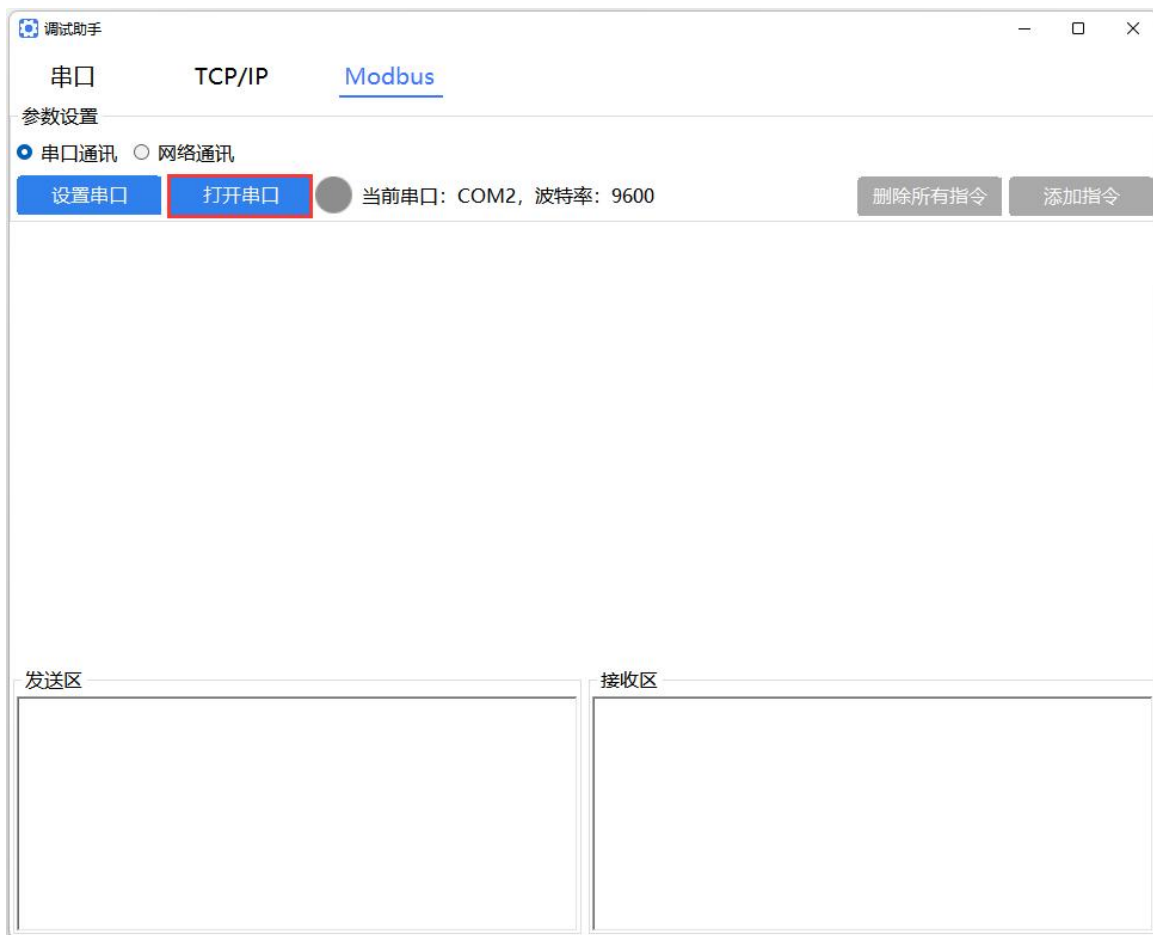 调试助手
串口 TCP/IP Modbus
参数设置
串口通讯 网络通讯
设置串口 打开串口 当前串口：COM2，波特率：9600 删除所有指令 添加指令
发送区 接收区